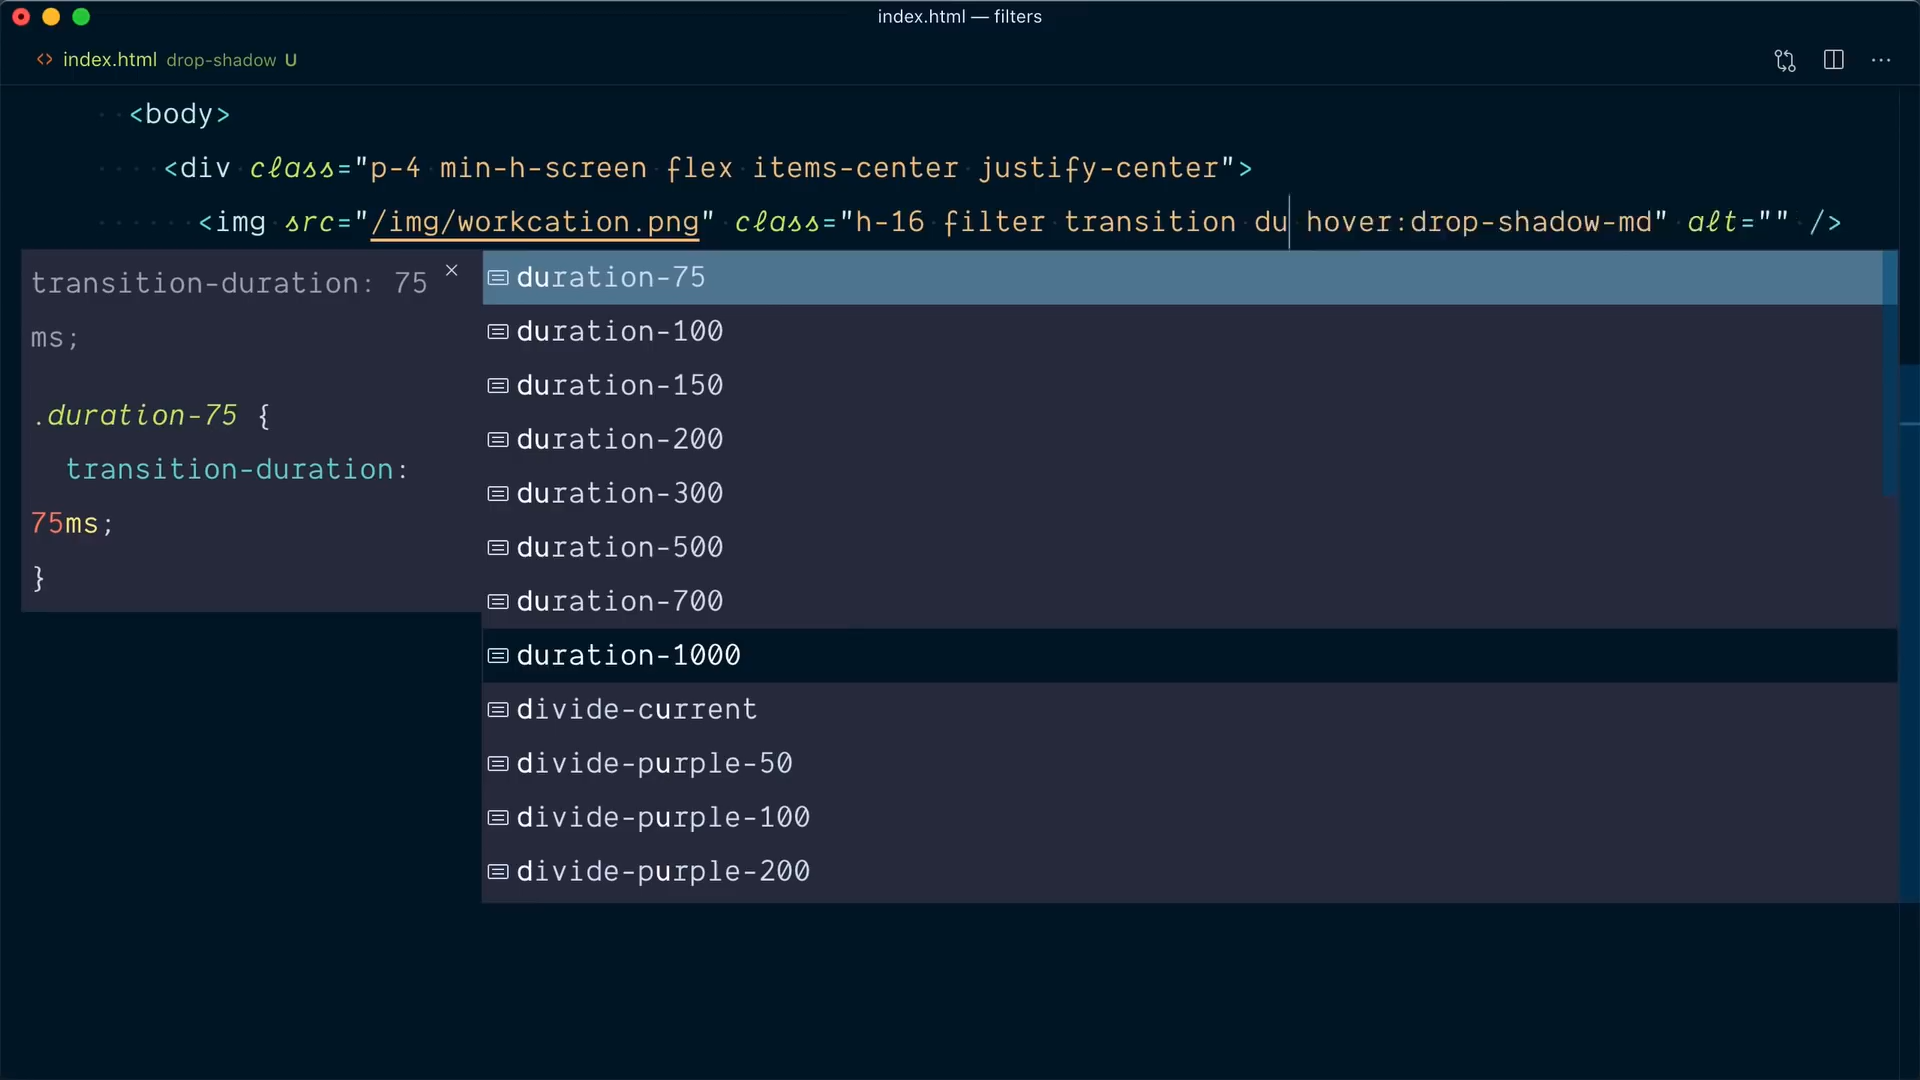 index.html — filters
<> index.html drop-shadow U
<body>
<div class="p-4 min-h-screen flex items-center justify-center">
<img src="/img/workcation.png" class="h-16 filter transition du hover:drop-shadow-md" alt="" />
transition-duration: 75
ms;
.duration-75 {
transition-duration:
75ms;
}
duration-75
duration-100
duration-150
duration-200
duration-300
duration-500
duration-700
duration-1000
divide-current
divide-purple-50
divide-purple-100
divide-purple-200